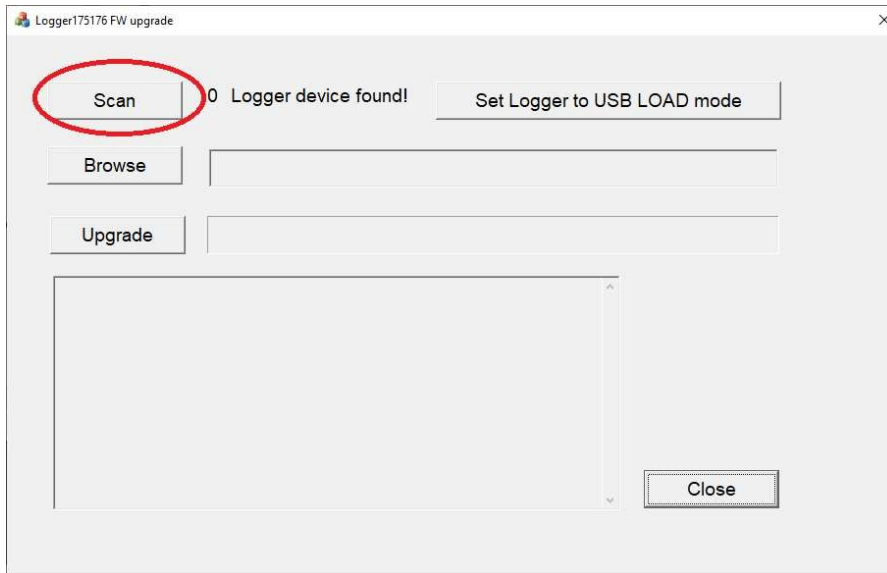 Logger175176 FW upgrade
Scan 0 Logger device found! Set Logger to USB LOAD mode
Browse
Upgrade
Close